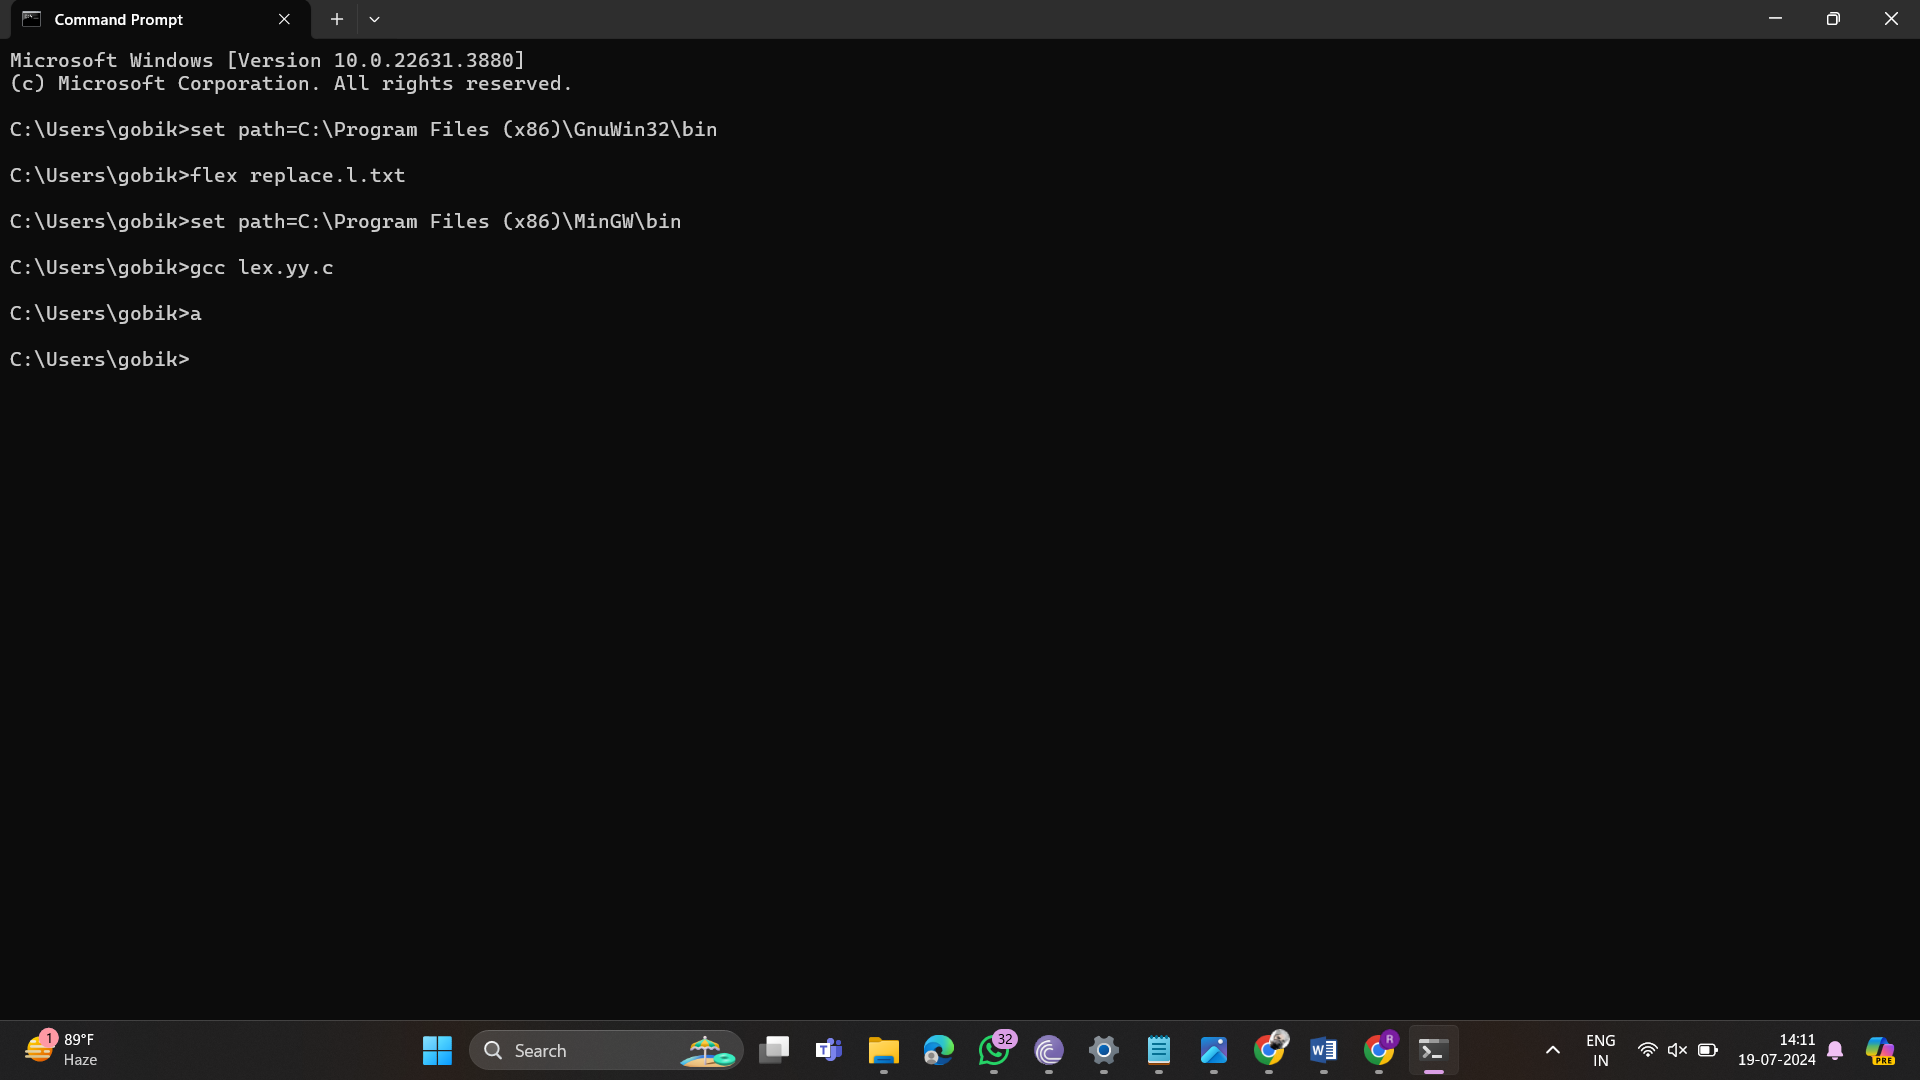 Command Prompt
Microsoft Windows [Version 10.0.22631.3880]
(c) Microsoft Corporation. All rights reserved.
C:\Users\gobik>set path=C:\Program Files (x86)\GnuWin32\bin
C:\Users\gobik>flex replace.l.txt
C:\Users\gobik>set path=C:\Program Files (x86)\MinGW\bin
C:\Users\gobik>gcc lex.yy.c
C:\Users\gobik>a
C:\Users\gobik>
1
89°F
Haze
Search
T
32
W
R
PRE
ENG
IN
14:11
19-07-2024